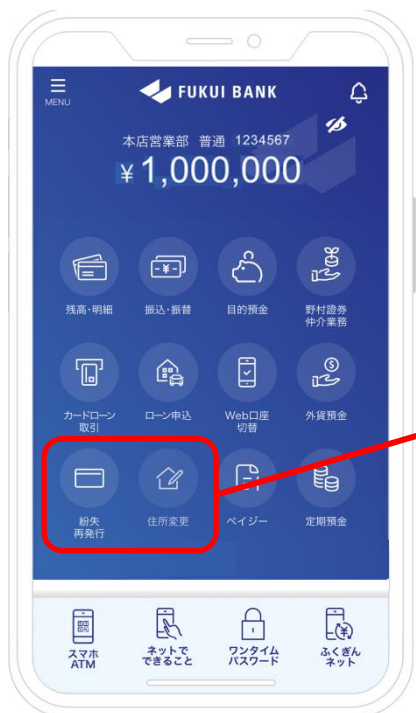 MENU
FUKUI BANK
本店営業部 普通 1234567
¥ 1,000,000
残高・明細
振込・振替
目的預金
野村證券
仲介業務
カードローン
取引
ローン申込
Web口座
切替
外貨預金
紛失
再発行
住所変更
ペイジー
定期預金
スマホ
ATM
ネットで
できること
ワンタイム
パスワード
ふくぎん
ネット